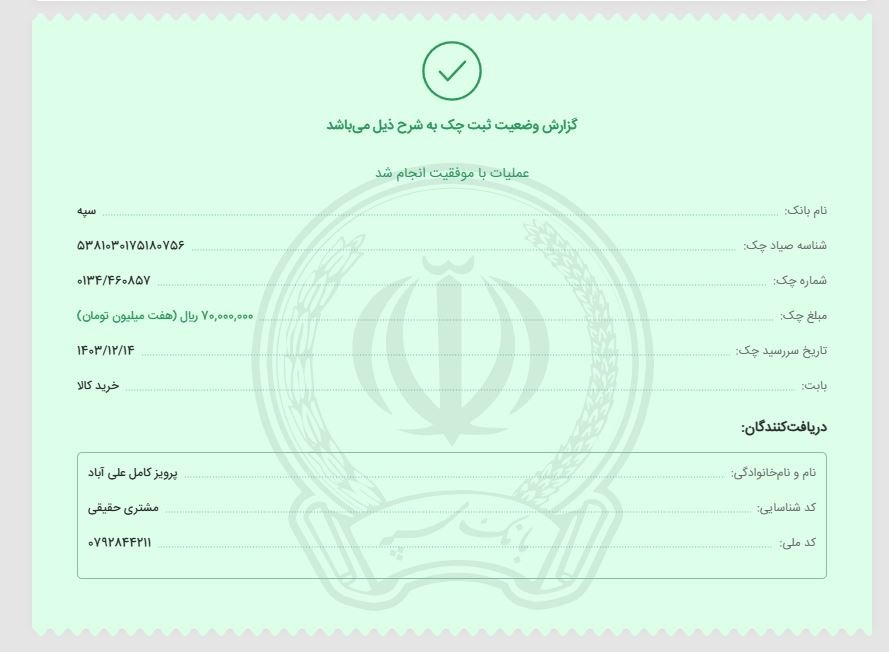 گزارش وضعیت ثبت چک به شرح ذیل می‌باشد
عملیات با موفقیت انجام شد
نام بانک: سپه
شناسه صیاد چک: ۵۳۸۱۰۳۰۱۷۵۱۸۰۷۵۶
شماره چک: ۰۱۳۴/۴۶۰۸۵۷
مبلغ چک: ۷۰,۰۰۰,۰۰۰ ریال (هفت میلیون تومان)
تاریخ سررسید چک: ۱۴۰۳/۱۲/۱۴
بابت: خرید کالا
دریافت‌کنندگان:
نام و نام‌خانوادگی: پرویز کامل علی آباد
کد شناسایی: مشتری حقیقی
کد ملی: ۰۷۹۲۸۴۴۲۱۱
بانک سپه